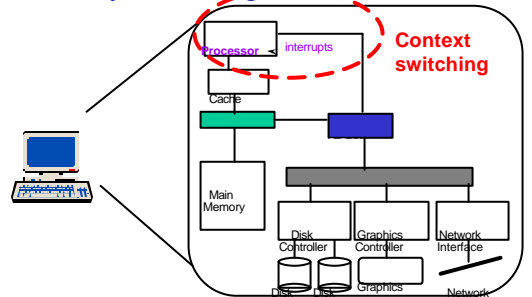 Processor
interrupts
Context
switching
Cache
Main
Memory
Disk
Controller
Graphics
Controller
Network
Interface
Disk
Disk
Graphics
Network